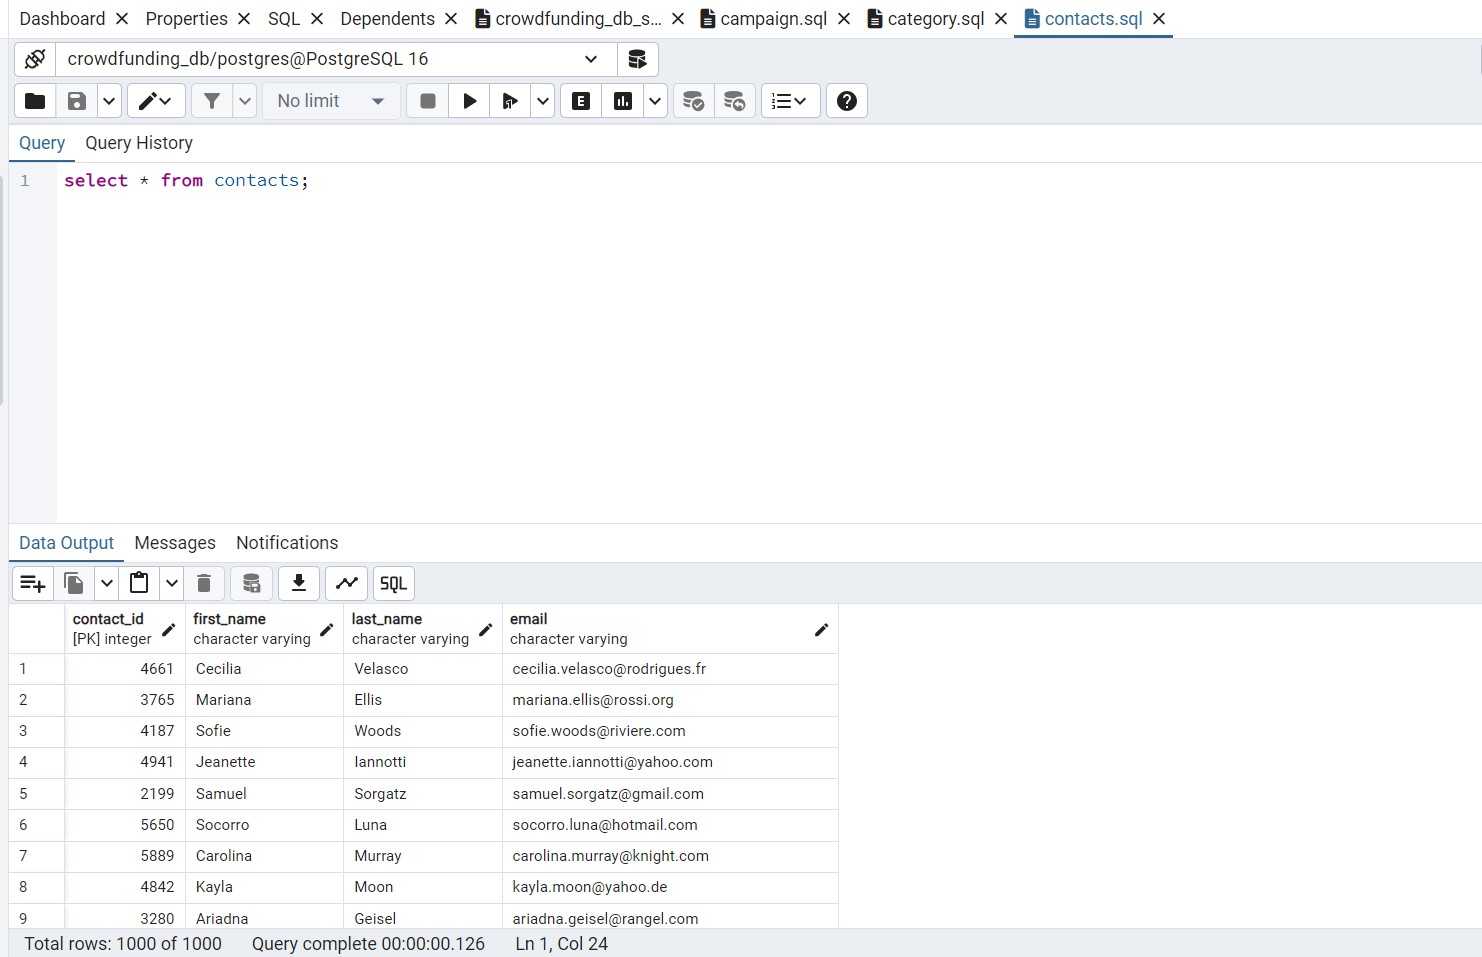 Dashboard Properties SQL Dependents crowdfunding_db_s... campaign.sql category.sql contacts.sql
crowdfunding_db/postgres@PostgreSQL 16
No limit E
Query Query History
1 select * from contacts;
Data Output Messages Notifications
SQL
contact_id first_name last_name email
[PK] integer character varying character varying character varying
1 4661 Cecilia Velasco cecilia.velasco@rodrigues.fr
2 3765 Mariana Ellis mariana.ellis@rossi.org
3 4187 Sofie Woods sofie.woods@riviere.com
4 4941 Jeanette Iannotti jeanette.iannotti@yahoo.com
5 2199 Samuel Sorgatz samuel.sorgatz@gmail.com
6 5650 Socorro Luna socorro.luna@hotmail.com
7 5889 Carolina Murray carolina.murray@knight.com
8 4842 Kayla Moon kayla.moon@yahoo.de
9 3280 Ariadna Geisel ariadna.geisel@rangel.com
Total rows: 1000 of 1000 Query complete 00:00:00.126 Ln 1, Col 24